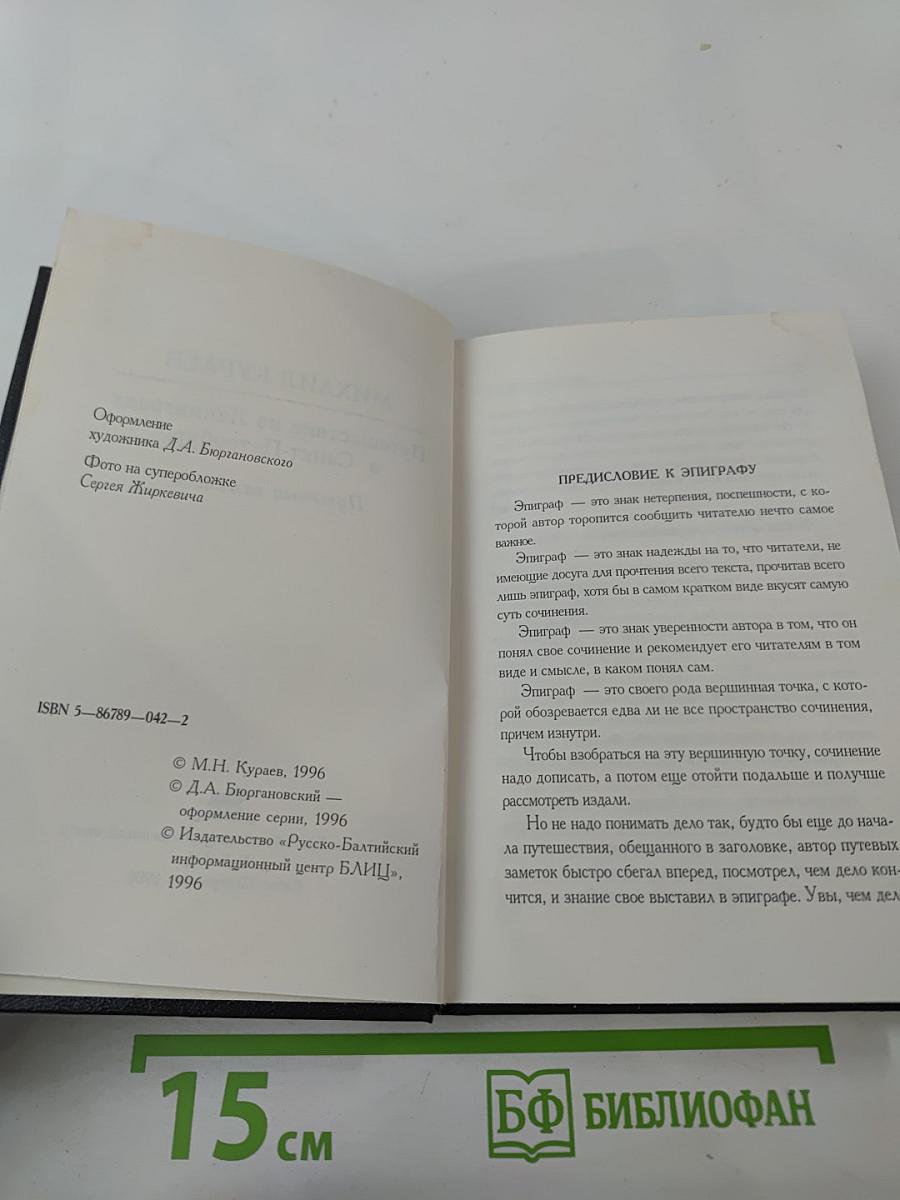 Оформление
художника Д.А. Бюргановского
Фото на суперобложке
Сергея Жиркевича
ISBN 5—86789—042—2
© М.Н. Кураев, 1996
© Д.А. Бюргановский —
оформление серии, 1996
© Издательство «Русско-Балтийский
информационный центр БЛИЦ»,
1996
ПРЕДИСЛОВИЕ К ЭПИГРАФУ
Эпиграф — это знак нетерпения, поспешности, с ко-
торой автор торопится сообщить читателю нечто самое
важное.
Эпиграф — это знак надежды на то, что читатели, не
имеющие досуга для прочтения всего текста, прочитав всего
лишь эпиграф, хотя бы в самом кратком виде вкусят самую
суть сочинения.
Эпиграф — это знак уверенности автора в том, что он
понял свое сочинение и рекомендует его читателям в том
виде и смысле, в каком понял сам.
Эпиграф — это своего рода вершинная точка, с кото-
рой обозревается едва ли не все пространство сочинения,
причем изнутри.
Чтобы взобраться на эту вершинную точку, сочинение
надо дописать, а потом еще отойти подальше и получше
рассмотреть издали.
Но не надо понимать дело так, будто бы еще до нача-
ла путешествия, обещанного в заголовке, автор путевых
заметок быстро сбегал вперед, посмотрел, чем дело кон-
чится, и знание свое выставил в эпиграфе. Увы, чем дел
15 см
БФ БИБЛИОФАН